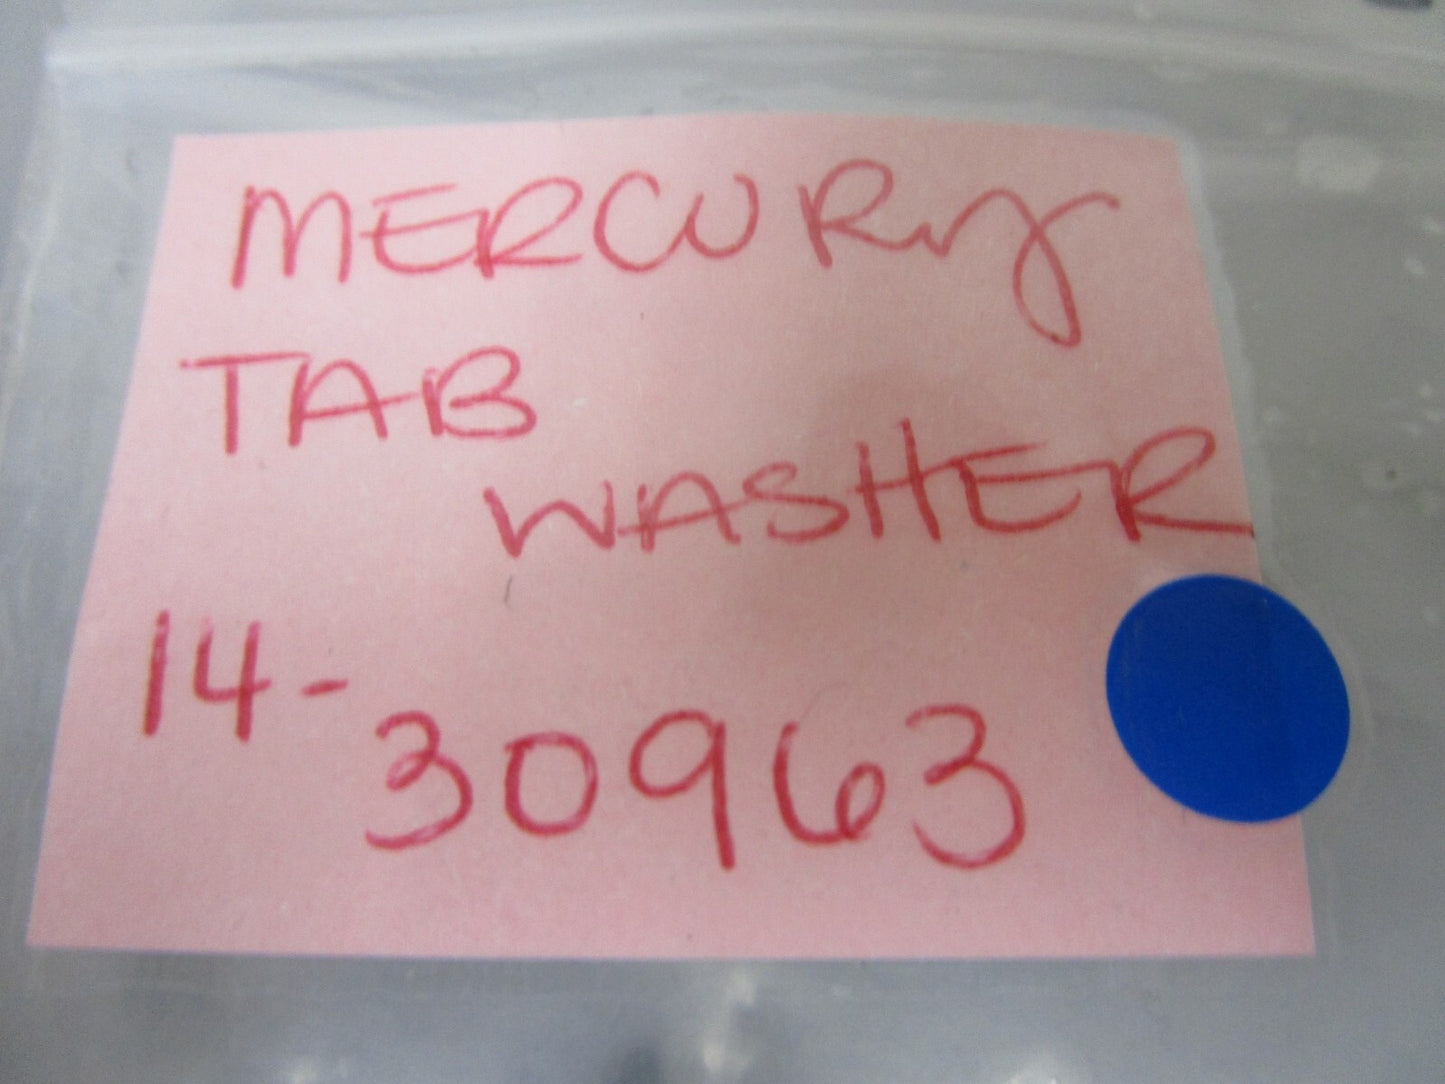 MERCURy
TAB
WASHER
14-
30963